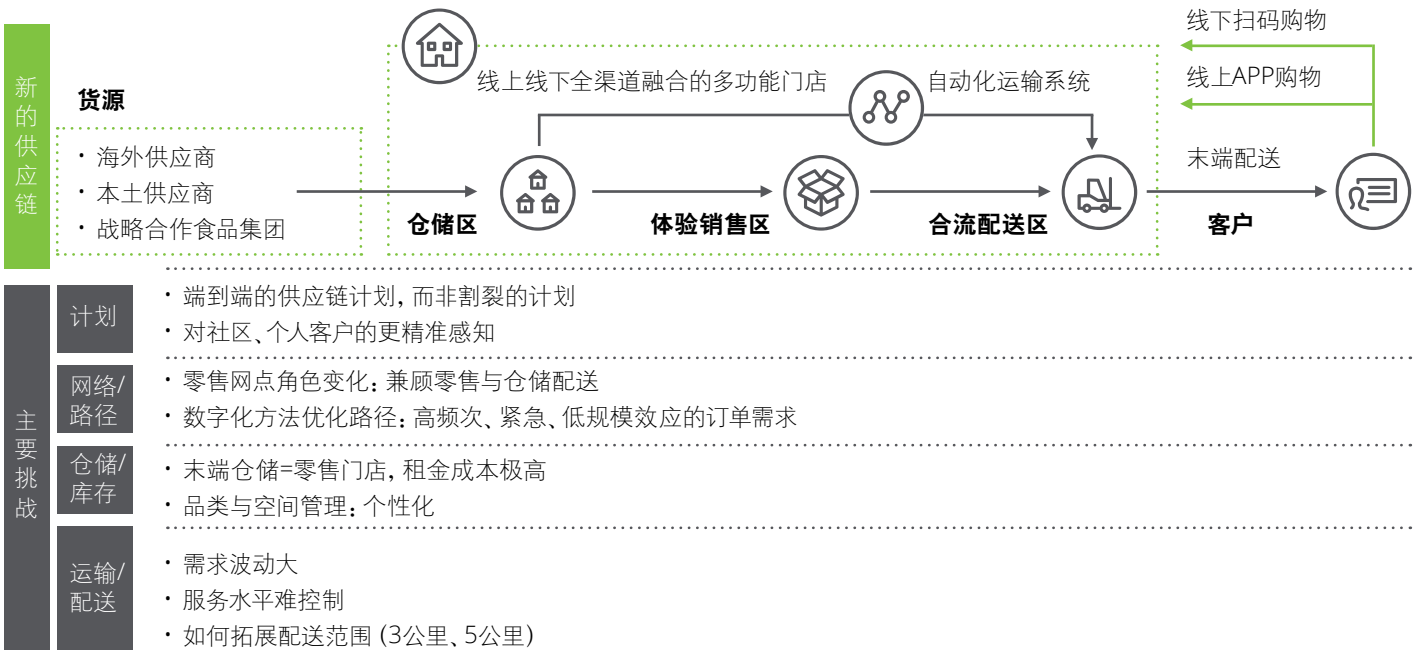 新的供应链
货源
· 海外供应商
· 本土供应商
· 战略合作食品集团
线上线下全渠道融合的多功能门店
自动化运输系统
仓储区
体验销售区
合流配送区
线下扫码购物
线上APP购物
末端配送
客户
主要挑战
计划
· 端到端的供应链计划，而非割裂的计划
· 对社区、个人客户的更精准感知
网络/
路径
· 零售网点角色变化：兼顾零售与仓储配送
· 数字化方法优化路径：高频次、紧急、低规模效应的订单需求
仓储/
库存
· 末端仓储=零售门店，租金成本极高
· 品类与空间管理：个性化
运输/
配送
· 需求波动大
· 服务水平难控制
· 如何拓展配送范围 (3公里、5公里)